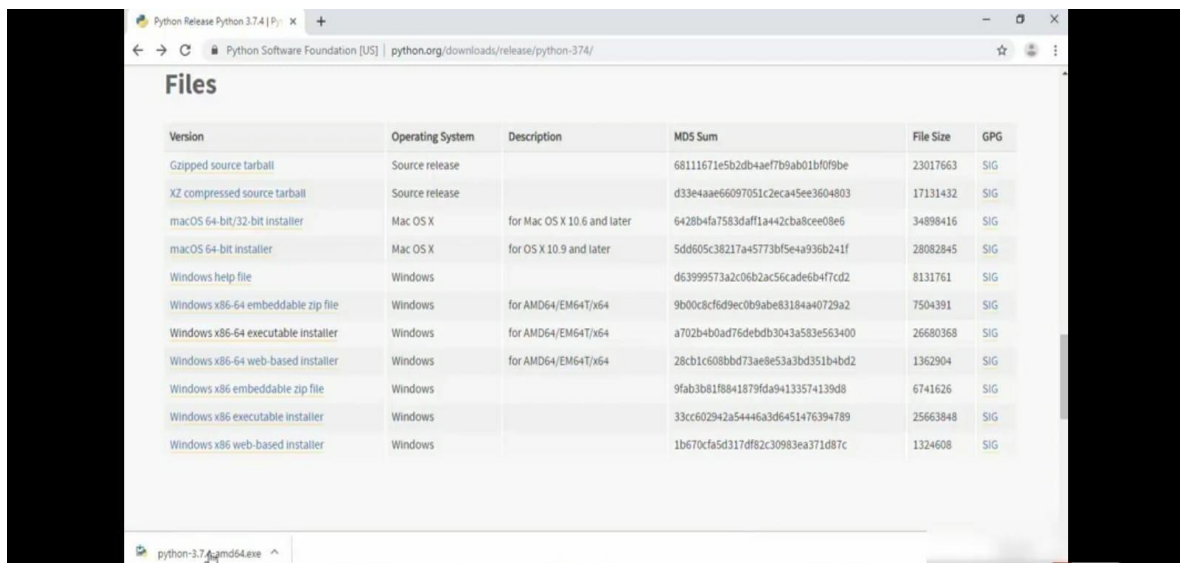 Python Release Python 3.7.4 | Py
Python Software Foundation [US] | python.org/downloads/release/python-374/
Files
Version Operating System Description MD5 Sum File Size GPG
Gzipped source tarball Source release 68111671e5b2db4aef7b9ab01bf0f9be 23017663 SIG
XZ compressed source tarball Source release d33e4aae66097051c2eca45ee3604803 17131432 SIG
macOS 64-bit/32-bit installer Mac OS X for Mac OS X 10.6 and later 6428b4fa7583daff1a442cba8cee08e6 34898416 SIG
macOS 64-bit installer Mac OS X for OS X 10.9 and later 5dd605c38217a45773bf5e4a936b241f 28082845 SIG
Windows help file Windows d63999573a2c06b2ac56cade6b4f7cd2 8131761 SIG
Windows x86-64 embeddable zip file Windows for AMD64/EM64T/x64 9b00c8cf6d9ec0b9abe83184a40729a2 7504391 SIG
Windows x86-64 executable installer Windows for AMD64/EM64T/x64 a702b4b0ad76debdb3043a583e563400 26680368 SIG
Windows x86-64 web-based installer Windows for AMD64/EM64T/x64 28cb1c608bbd73ae8e53a3bd351b4bd2 1362904 SIG
Windows x86 embeddable zip file Windows 9fab3b81f8841879fda94133574139d8 6741626 SIG
Windows x86 executable installer Windows 33cc602942a54446a3d6451476394789 25663848 SIG
Windows x86 web-based installer Windows 1b670cfa5d317df82c30983ea371d87c 1324608 SIG
python-3.7.4-amd64.exe